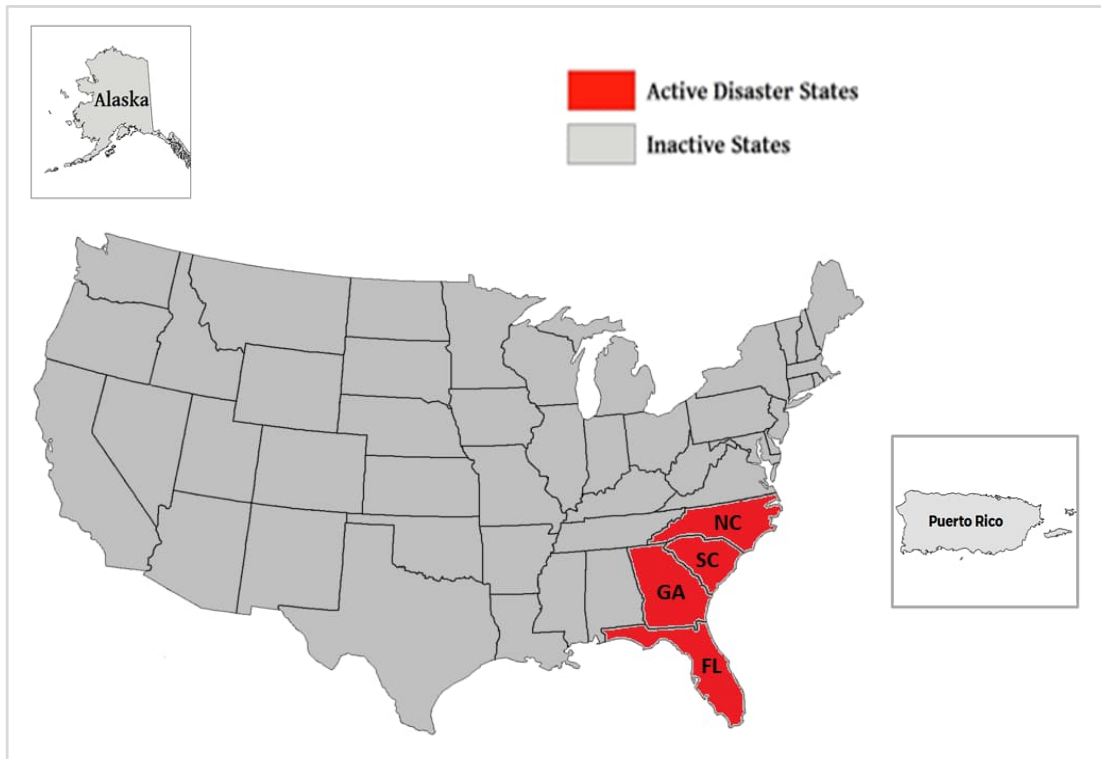 Alaska
Active Disaster States
Inactive States
NC
SC
GA
FL
Puerto Rico